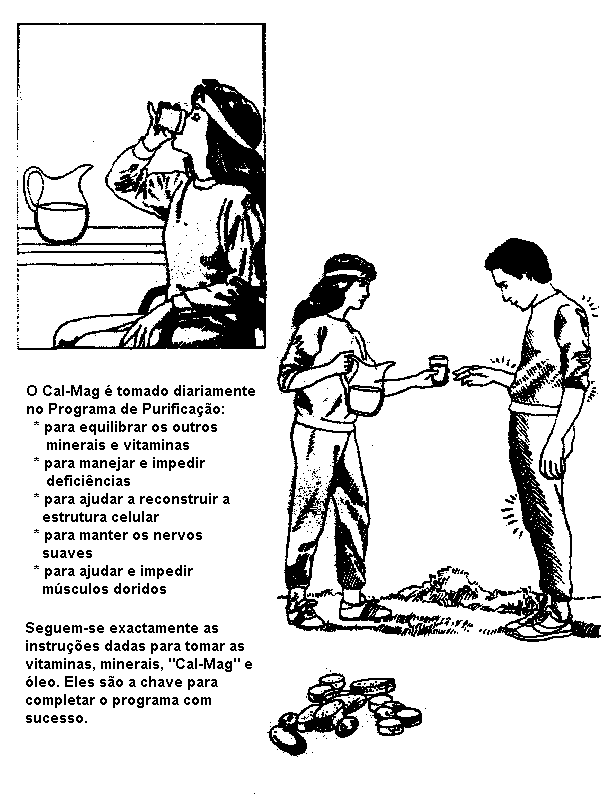 O Cal-Mag é tomado diariamente
no Programa de Purificação:
* para equilibrar os outros
minerais e vitaminas
* para manejar e impedir
deficiências
* para ajudar a reconstruir a
estrutura celular
* para manter os nervos
suaves
* para ajudar e impedir
músculos doridos
Seguem-se exactamente as
instruções dadas para tomar as
vitaminas, minerais, "Cal-Mag" e
óleo. Eles são a chave para
completar o programa com
sucesso.